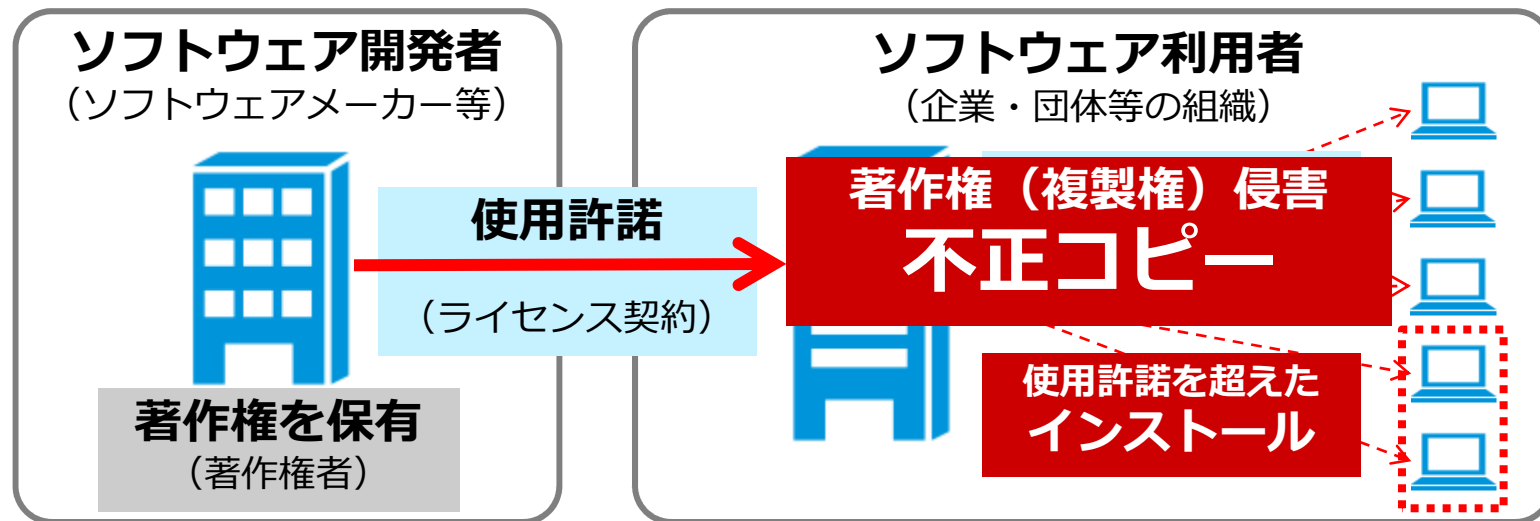 ソフトウェア開発者
（ソフトウェアメーカー等）
使用許諾
（ライセンス契約）
著作権を保有
（著作権者）
ソフトウェア利用者
（企業・団体等の組織）
著作権（複製権）侵害
不正コピー
使用許諾を超えた
インストール